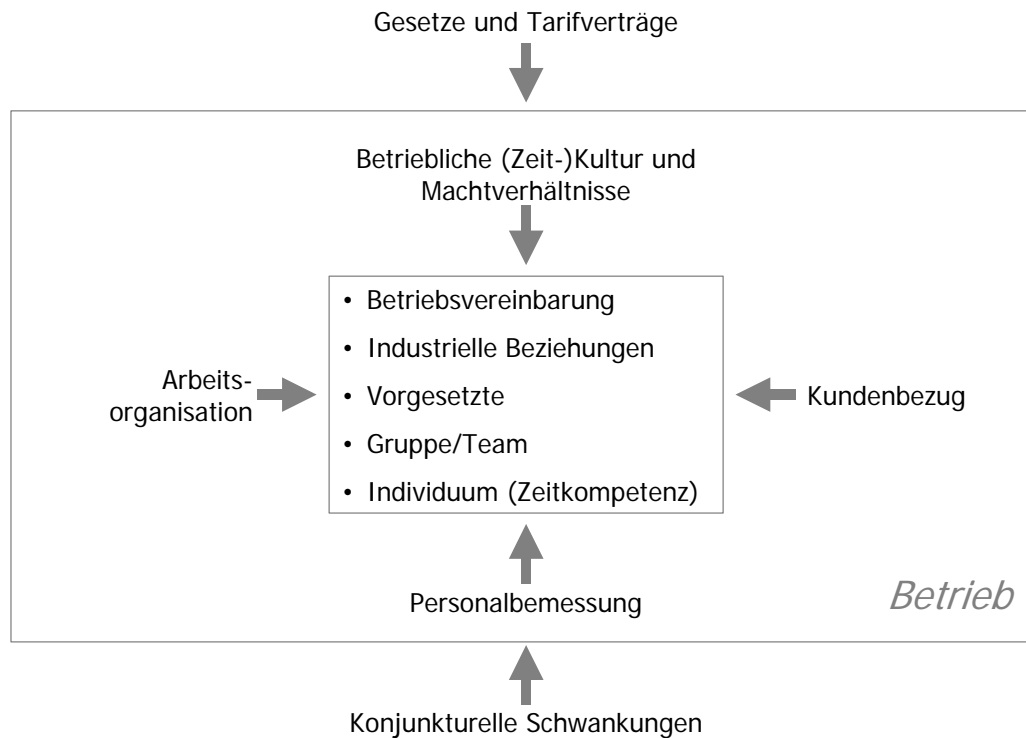 Gesetze und Tarifverträge
Betriebliche (Zeit-)Kultur und
Machtverhältnisse
• Betriebsvereinbarung
• Industrielle Beziehungen
Arbeits-
organisation
• Vorgesetzte
Kundenbezug
• Gruppe/Team
• Individuum (Zeitkompetenz)
Personalbemessung
Betrieb
Konjunkturelle Schwankungen